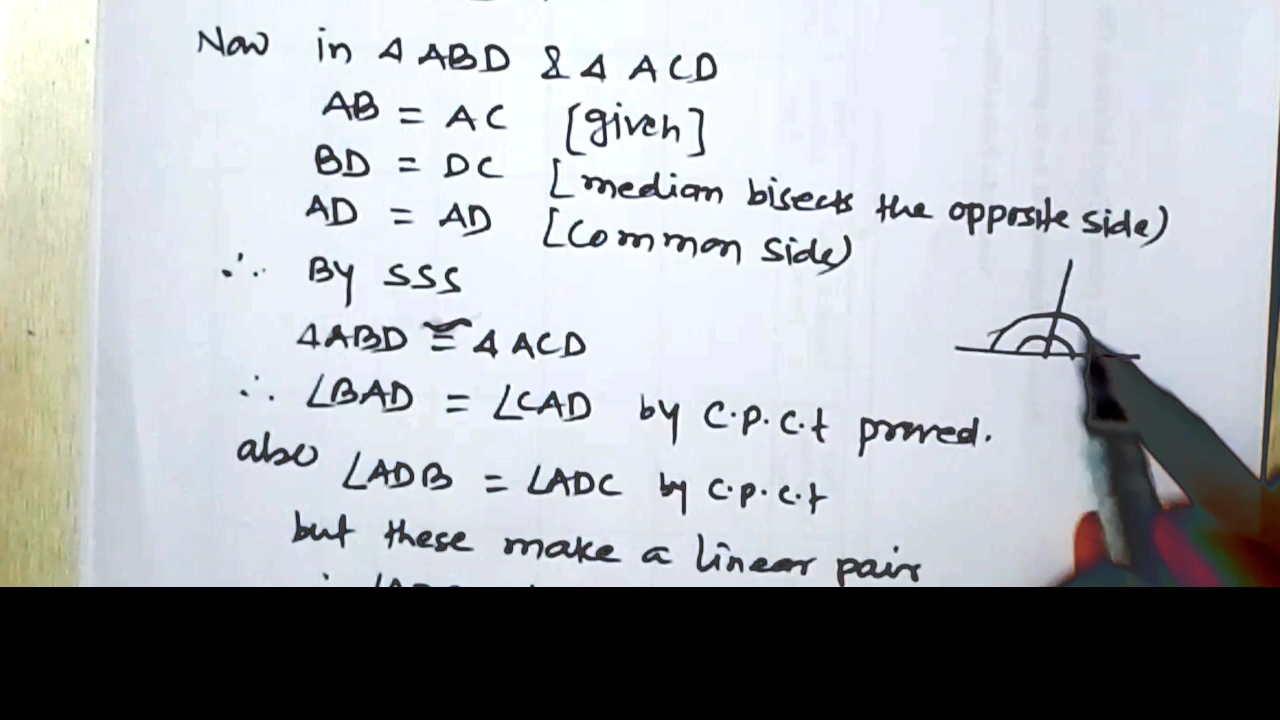 Now in Δ ABD & Δ ACD
AB = AC [given]
BD = DC [median bisects the opposite side)
AD = AD [Common side)
∴ By SSS
ΔABD ≅ Δ ACD
∴ ∠BAD = ∠CAD by C.P.C.t proved.
also ∠ADB = ∠ADC by C.P.C.t
but these make a linear pair